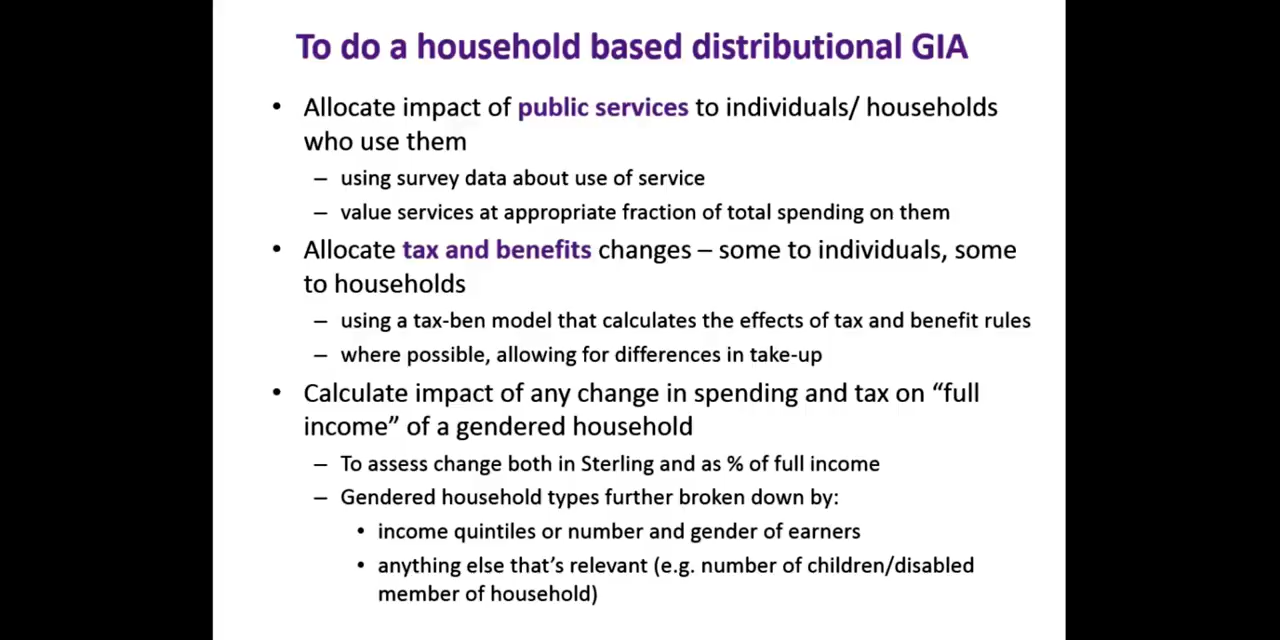 To do a household based distributional GIA
• Allocate impact of public services to individuals/ households
who use them
– using survey data about use of service
– value services at appropriate fraction of total spending on them
• Allocate tax and benefits changes – some to individuals, some
to households
– using a tax-ben model that calculates the effects of tax and benefit rules
– where possible, allowing for differences in take-up
• Calculate impact of any change in spending and tax on “full
income” of a gendered household
– To assess change both in Sterling and as % of full income
– Gendered household types further broken down by:
• income quintiles or number and gender of earners
• anything else that’s relevant (e.g. number of children/disabled
member of household)